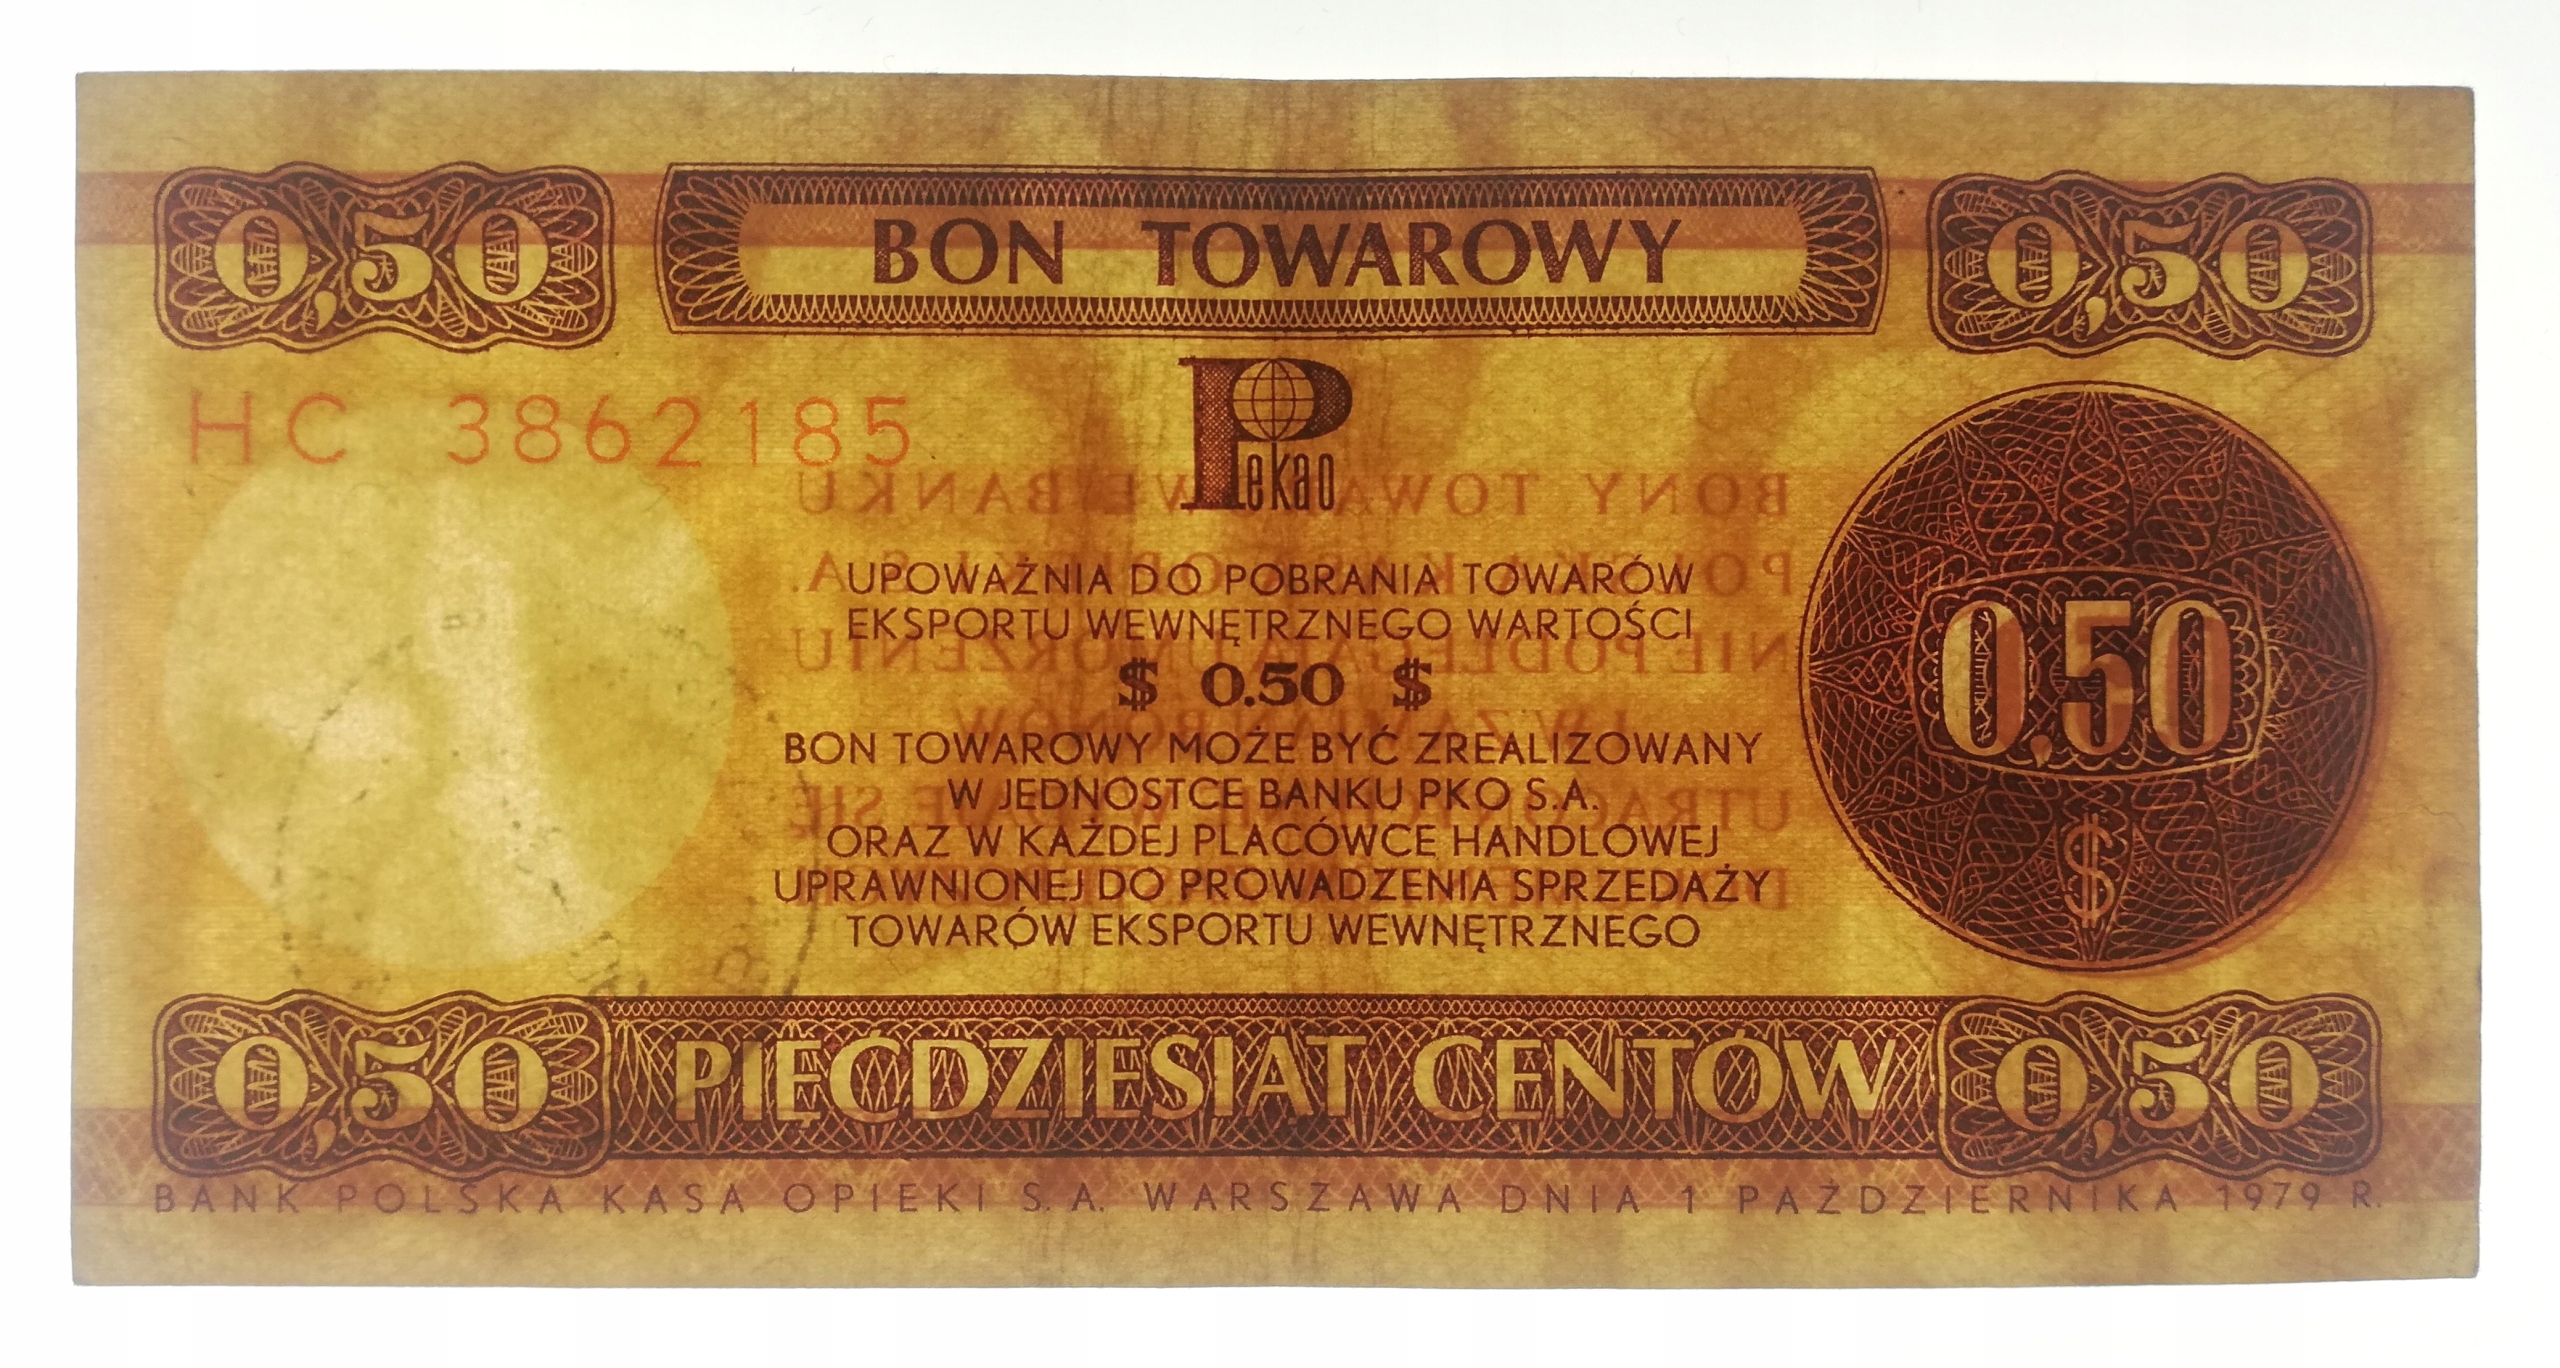 0,50 BON TOWAROWY 0,50
HC 3862185
Pekao
UPOWAŻNIA DO POBRANIA TOWARÓW
EKSPORTU WEWNĘTRZNEGO WARTOŚCI
$ 0.50 $
BON TOWAROWY MOŻE BYĆ ZREALIZOWANY
W JEDNOSTCE BANKU PKO S.A.
ORAZ W KAŻDEJ PLACÓWCE HANDLOWEJ
UPRAWNIONEJ DO PROWADZENIA SPRZEDAŻY
TOWARÓW EKSPORTU WEWNĘTRZNEGO
0,50
$
0,50 PIĘĆDZIESIĄT CENTÓW 0,50
BANK POLSKA KASA OPIEKI S.A. WARSZAWA DNIA 1 PAŹDZIERNIKA 1979 R.